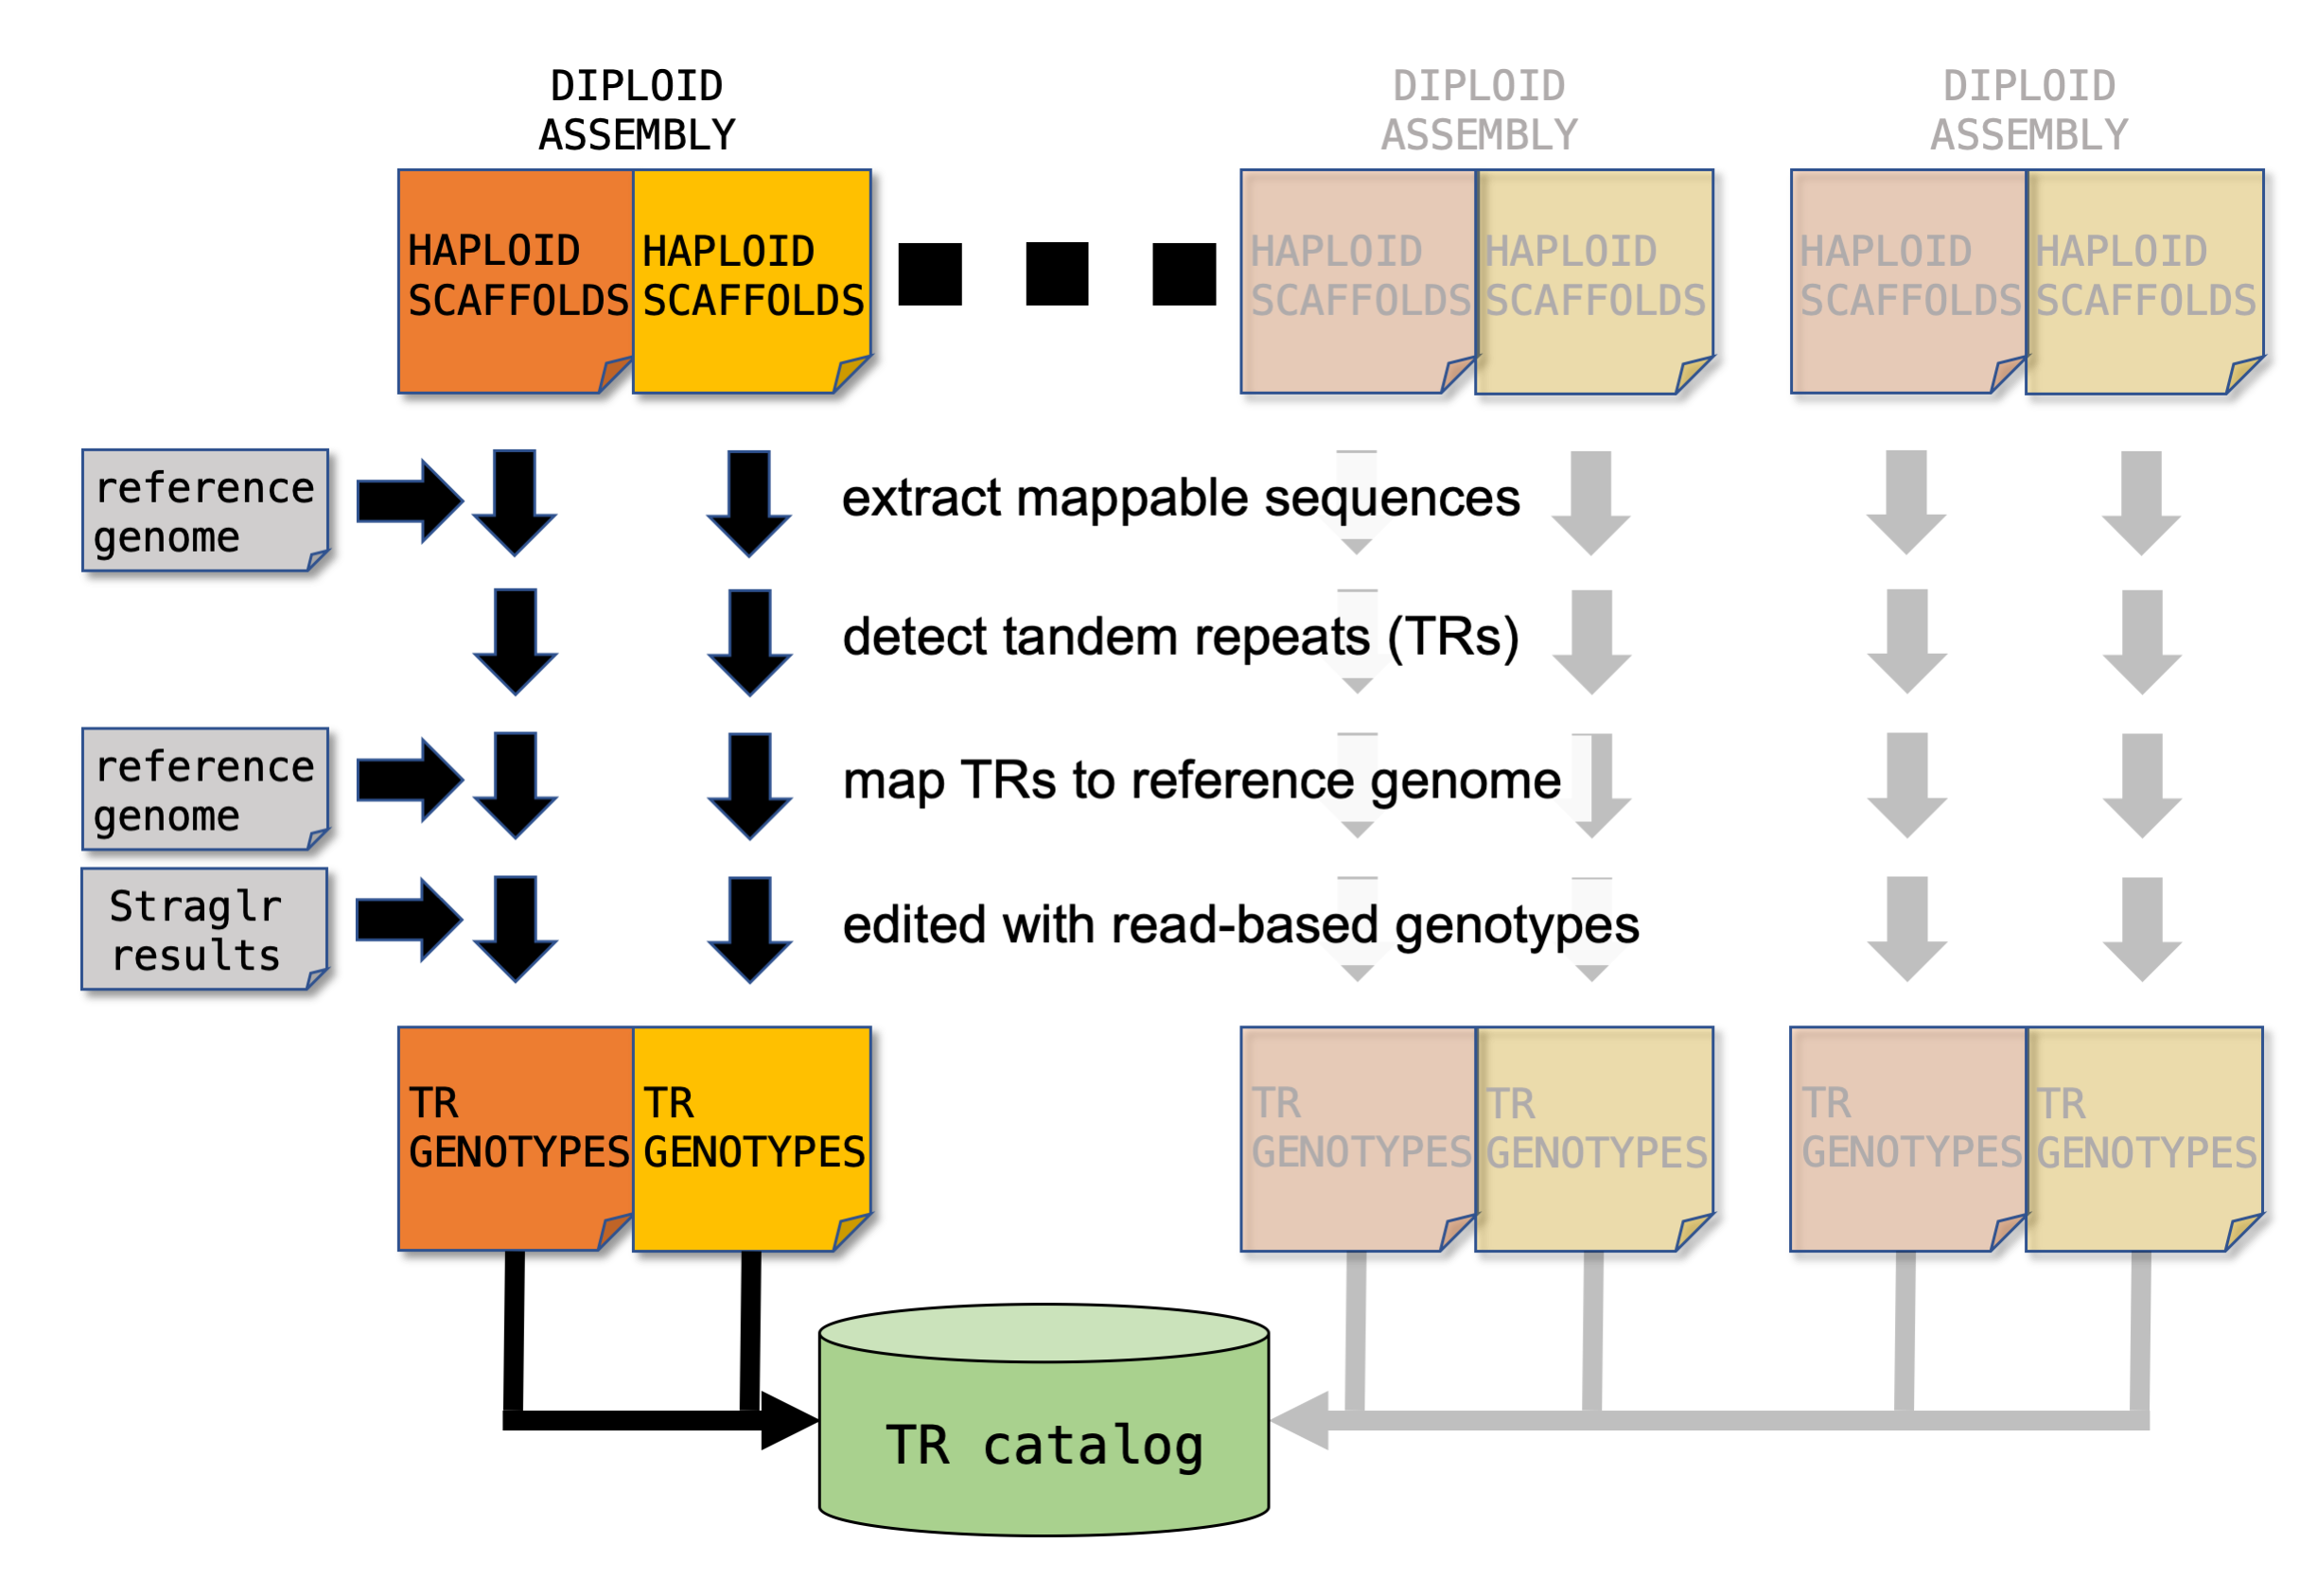 DIPLOID
ASSEMBLY
DIPLOID
ASSEMBLY
DIPLOID
ASSEMBLY
HAPLOID
SCAFFOLDS
HAPLOID
SCAFFOLDS
HAPLOID
SCAFFOLDS
HAPLOID
SCAFFOLDS
HAPLOID
SCAFFOLDS
HAPLOID
SCAFFOLDS
reference
genome
extract mappable sequences
detect tandem repeats (TRs)
reference
genome
map TRs to reference genome
Straglr
results
edited with read-based genotypes
TR
GENOTYPES
TR
GENOTYPES
TR
GENOTYPES
TR
GENOTYPES
TR
GENOTYPES
TR
GENOTYPES
TR catalog